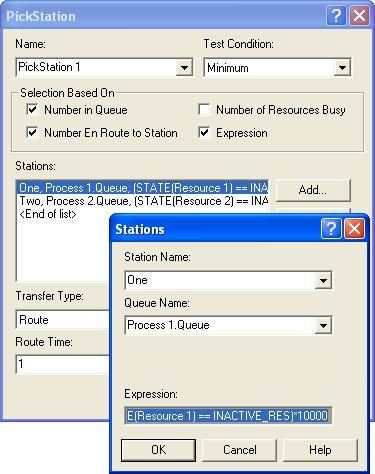 PickStation
Name:
Test Condition:
PickStation 1
Minimum
Selection Based On
Number in Queue
Number of Resources Busy
Number En Route to Station
Expression
Stations:
One, Process 1.Queue, (STATE(Resource 1) == INA
Add...
Two, Process 2.Queue, (STATE(Resource 2) == INA
<End of list>
Stations
Station Name:
One
Queue Name:
Process 1.Queue
Transfer Type:
Route
Route Time:
1
Expression:
E(Resource 1) == INACTIVE_RES)*10000
OK
Cancel
Help